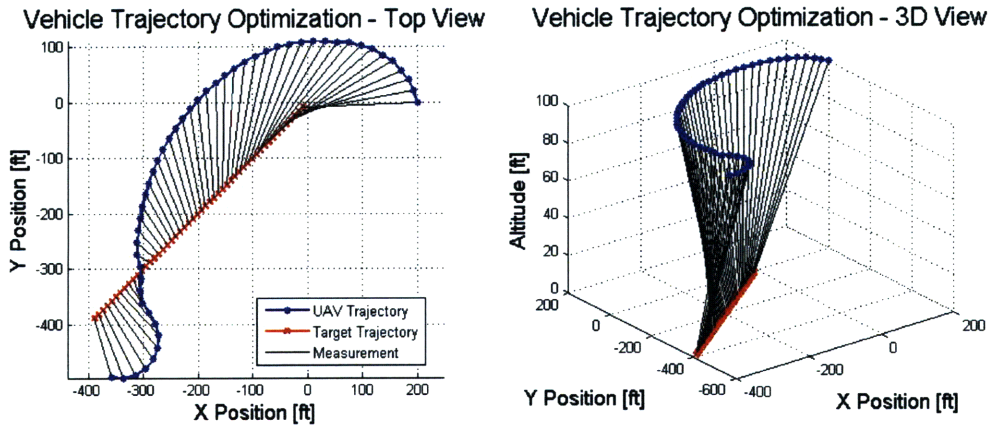 Vehicle Trajectory Optimization - Top View
100
0
-100
-200
-300
-400
Y Position [ft]
-400 -300 -200 -100 0 100 200
X Position [ft]
UAV Trajectory
Target Trajectory
Measurement
Vehicle Trajectory Optimization - 3D View
100
80
60
40
20
0
Altitude [ft]
200
0
-200
-400
-600
Y Position [ft]
-400
-200
0
200
X Position [ft]